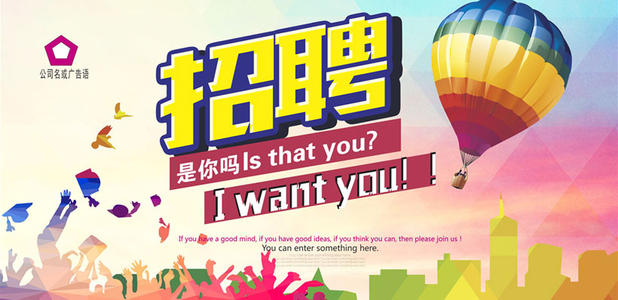 公司名或广告语
招聘
是你吗Is that you?
I want you!!
If you have a good mind, if you have good ideas, if you think you can, then please join us !
You can enter something here.